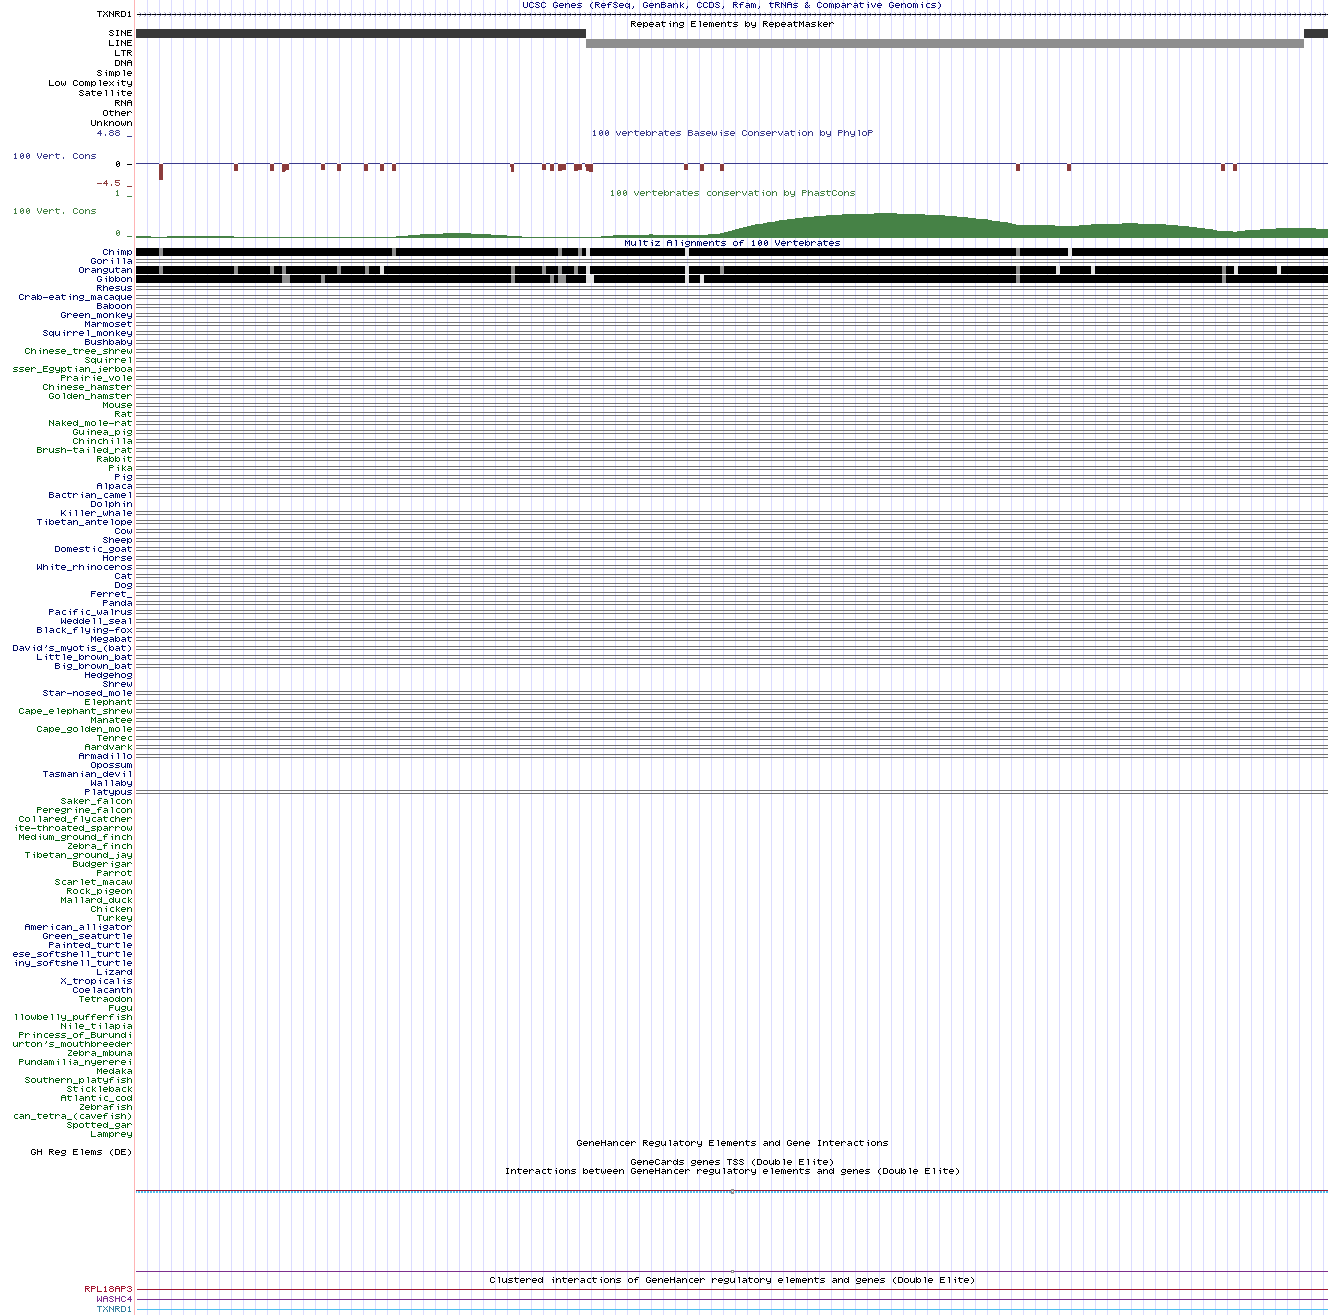 UCSC Genes (RefSeq, GenBank, CCDS, Rfam, tRNAs & Comparative Genomics)
TXNRD1
Repeating Elements by RepeatMasker
SINE
LINE
LTR
DNA
Simple
Low Complexity
Satellite
RNA
Other
Unknown
4.88 _
100 vertebrates Basewise Conservation by PhyloP
100 Vert. Cons
0 -
-4.5 _
1 _
100 vertebrates conservation by PhastCons
100 Vert. Cons
0 _
Multiz Alignments of 100 Vertebrates
Chimp
Gorilla
Orangutan
Gibbon
Rhesus
Crab-eating_macaque
Baboon
Green_monkey
Marmoset
Squirrel_monkey
Bushbaby
Chinese_tree_shrew
Squirrel
sser_Egyptian_jerboa
Prairie_vole
Chinese_hamster
Golden_hamster
Mouse
Rat
Naked_mole-rat
Guinea_pig
Chinchilla
Brush-tailed_rat
Rabbit
Pika
Pig
Alpaca
Bactrian_camel
Dolphin
Killer_whale
Tibetan_antelope
Cow
Sheep
Domestic_goat
Horse
White_rhinoceros
Cat
Dog
Ferret_
Panda
Pacific_walrus
Weddell_seal
Black_flying-fox
Megabat
David's_myotis_(bat)
Little_brown_bat
Big_brown_bat
Hedgehog
Shrew
Star-nosed_mole
Elephant
Cape_elephant_shrew
Manatee
Cape_golden_mole
Tenrec
Aardvark
Armadillo
Opossum
Tasmanian_devil
Wallaby
Platypus
Saker_falcon
Peregrine_falcon
Collared_flycatcher
ite-throated_sparrow
Medium_ground_finch
Zebra_finch
Tibetan_ground_jay
Budgerigar
Parrot
Scarlet_macaw
Rock_pigeon
Mallard_duck
Chicken
Turkey
American_alligator
Green_seaturtle
Painted_turtle
ese_softshell_turtle
iny_softshell_turtle
Lizard
X_tropicalis
Coelacanth
Tetraodon
Fugu
llowbelly_pufferfish
Nile_tilapia
Princess_of_Burundi
urton's_mouthbreeder
Zebra_mbuna
Pundamilia_nyererei
Medaka
Southern_platyfish
Stickleback
Atlantic_cod
Zebrafish
can_tetra_(cavefish)
Spotted_gar
Lamprey
GeneHancer Regulatory Elements and Gene Interactions
GH Reg Elems (DE)
GeneCards genes TSS (Double Elite)
Interactions between GeneHancer regulatory elements and genes (Double Elite)
Clustered interactions of GeneHancer regulatory elements and genes (Double Elite)
RPL18AP3
WASHC4
TXNRD1